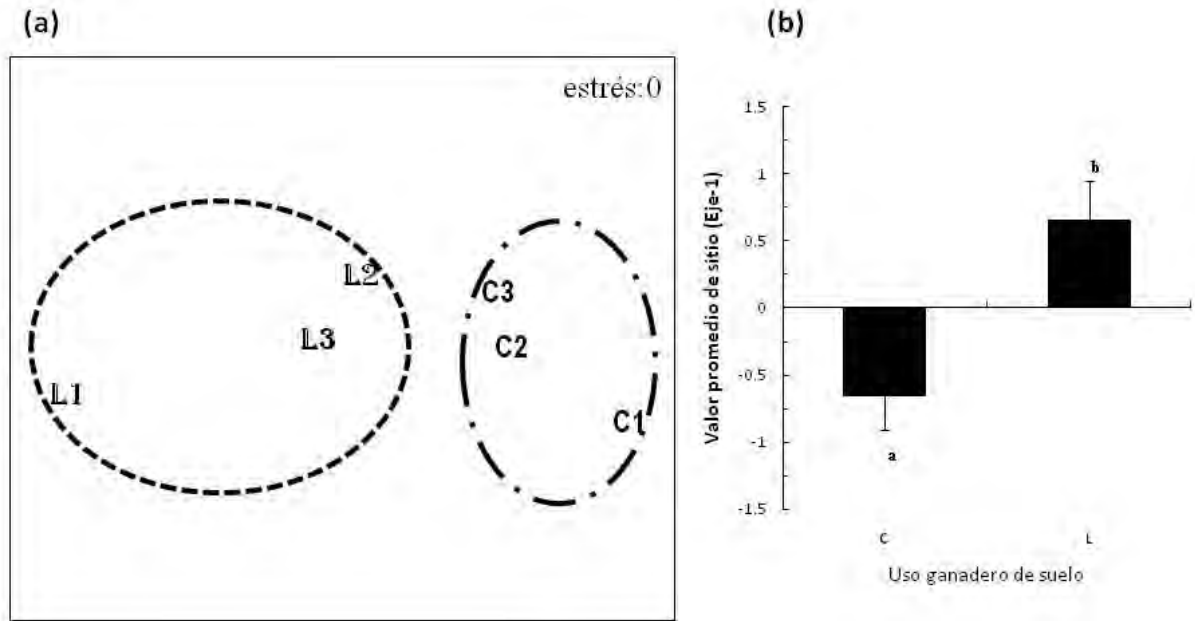 (a)
estrés:0
L2
C3
L3
C2
L1
C1
(b)
Valor promedio de sitio (Eje-1)
1.5
1
0.5
0
-0.5
-1
-1.5
b
a
C
L
Uso ganadero de suelo